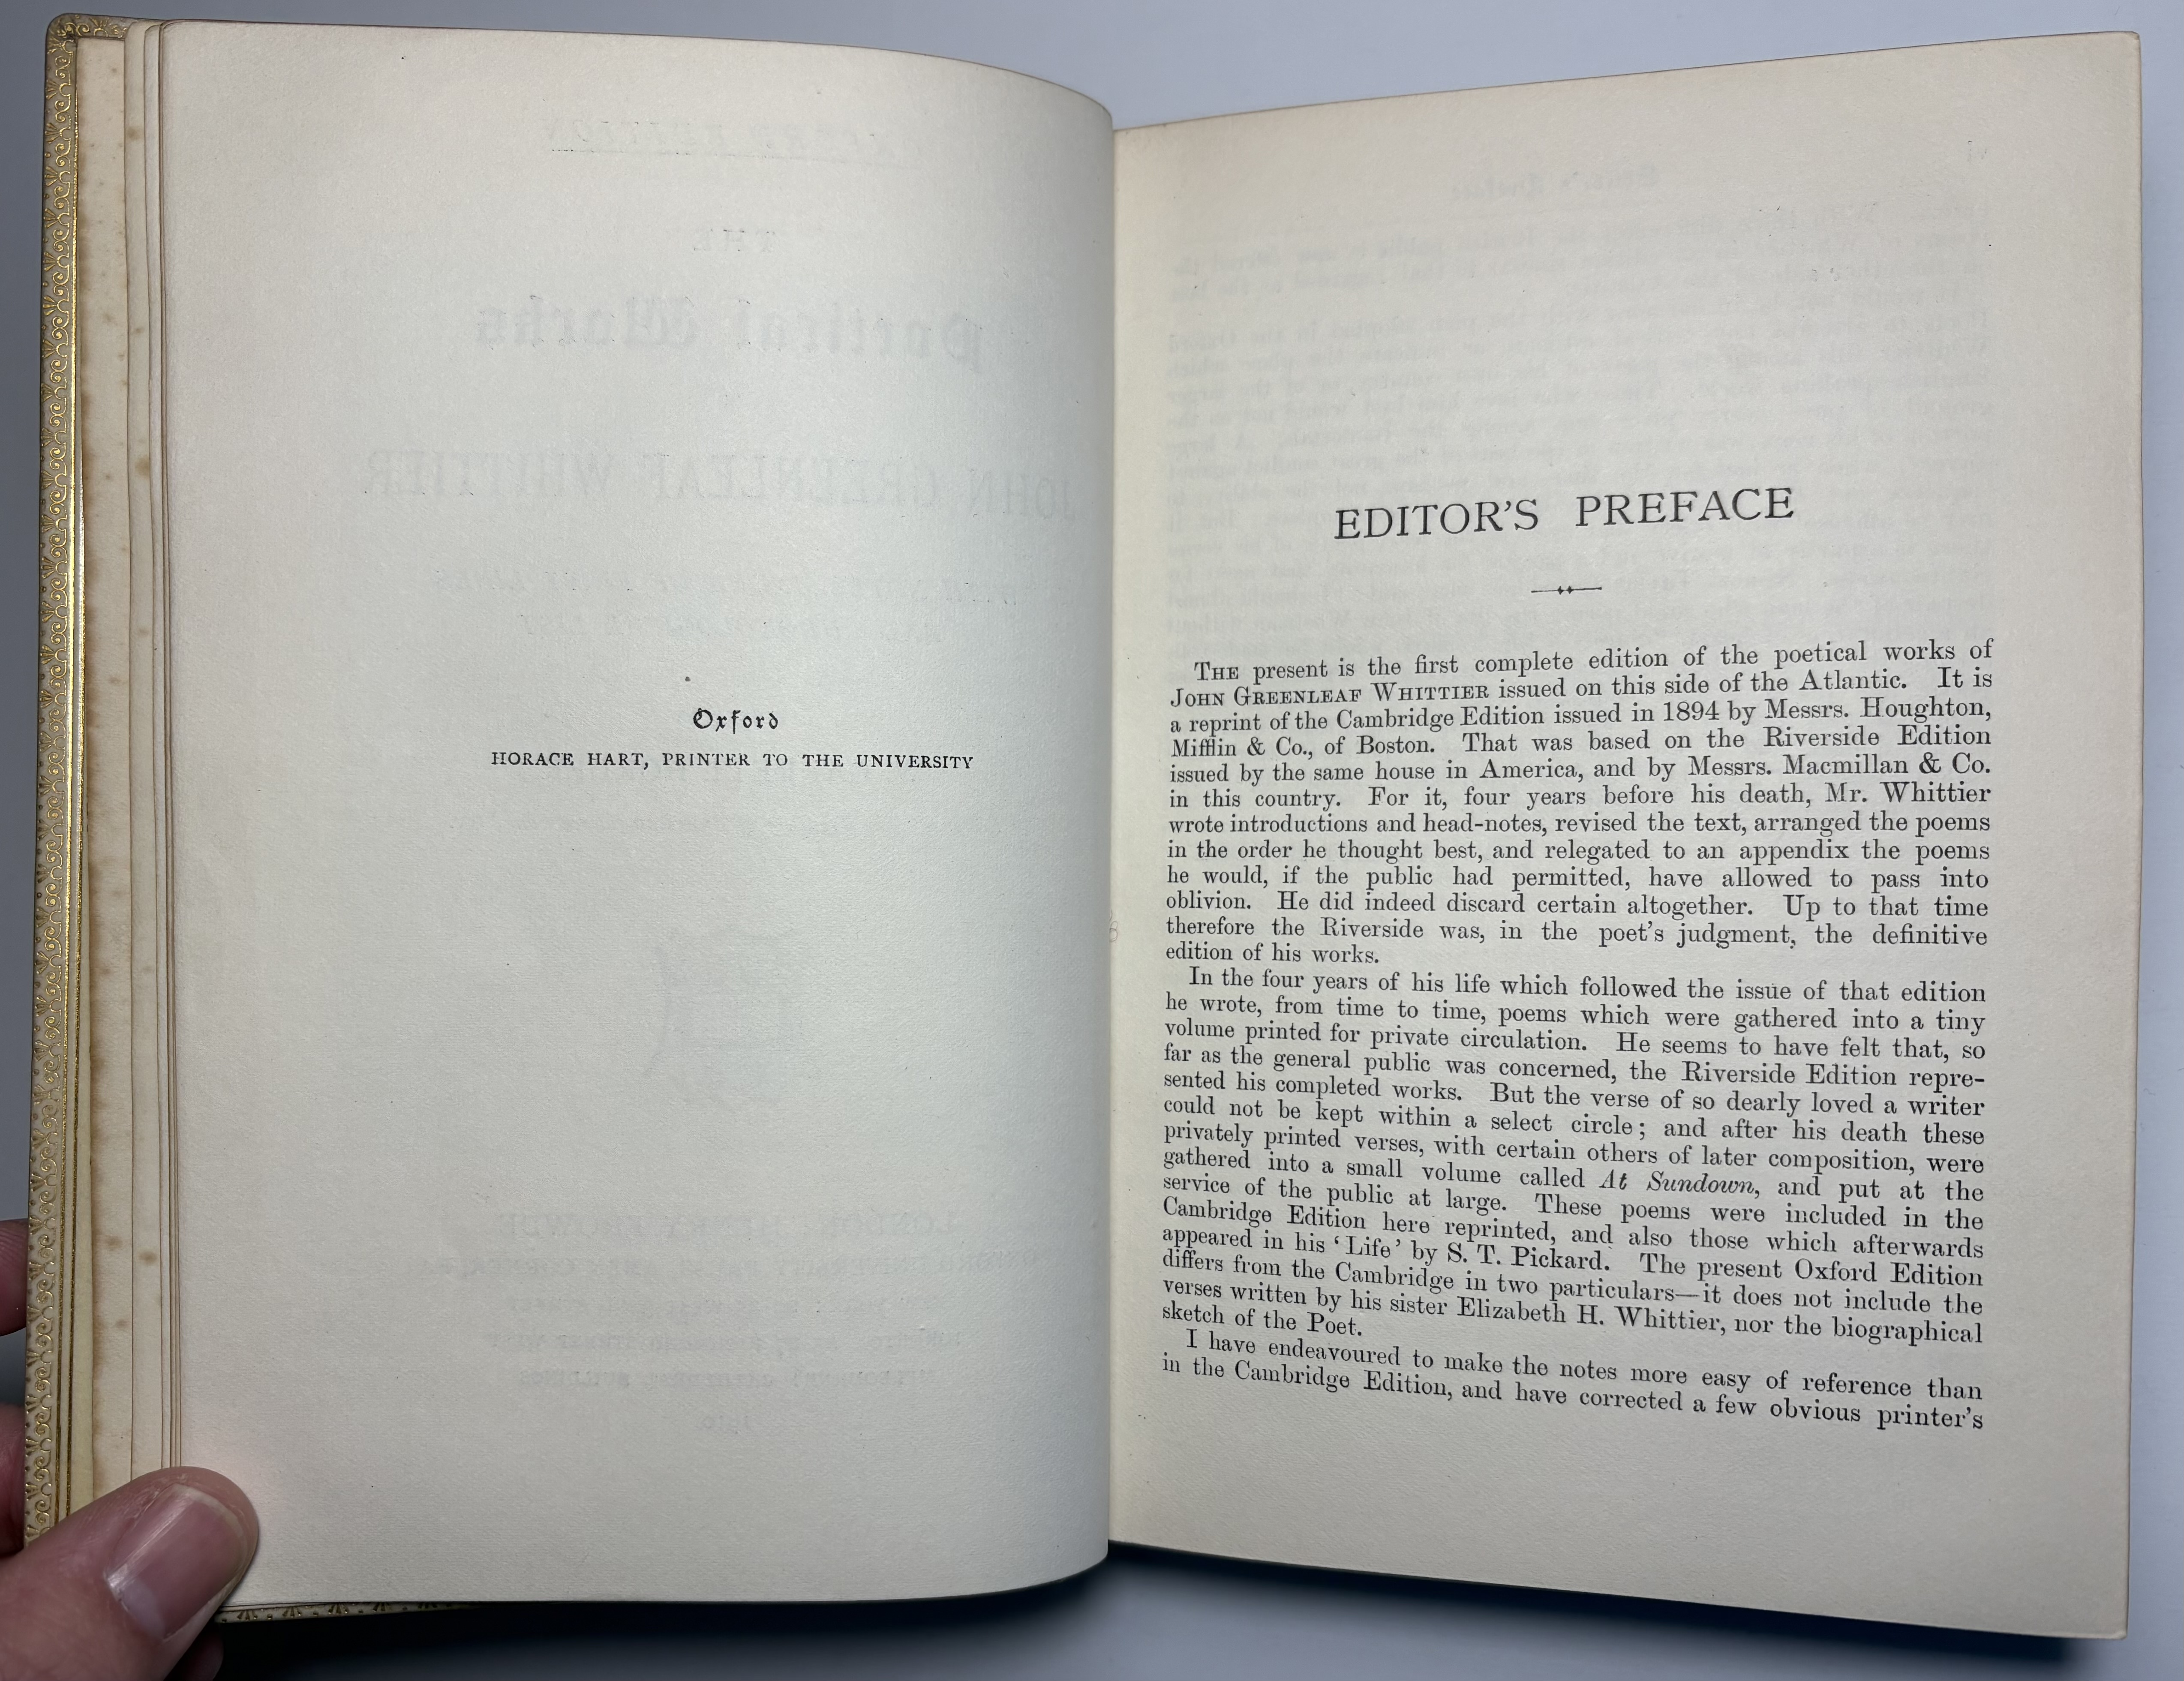 Oxford
HORACE HART, PRINTER TO THE UNIVERSITY
EDITOR'S PREFACE
THE present is the first complete edition of the poetical works of
JOHN GREENLEAF WHITTIER issued on this side of the Atlantic. It is
a reprint of the Cambridge Edition issued in 1894 by Messrs. Houghton,
Mifflin & Co., of Boston. That was based on the Riverside Edition
issued by the same house in America, and by Messrs. Macmillan & Co.
in this country. For it, four years before his death, Mr. Whittier
wrote introductions and head-notes, revised the text, arranged the poems
in the order he thought best, and relegated to an appendix the poems
he would, if the public had permitted, have allowed to pass into
oblivion. He did indeed discard certain altogether. Up to that time
therefore the Riverside was, in the poet's judgment, the definitive
edition of his works.
In the four years of his life which followed the issue of that edition
he wrote, from time to time, poems which were gathered into a tiny
volume printed for private circulation. He seems to have felt that, so
far as the general public was concerned, the Riverside Edition repre-
sented his completed works. But the verse of so dearly loved a writer
could not be kept within a select circle; and after his death these
privately printed verses, with certain others of later composition, were
gathered into a small volume called At Sundown, and put at the
service of the public at large. These poems were included in the
Cambridge Edition here reprinted, and also those which afterwards
appeared in his 'Life' by S. T. Pickard. The present Oxford Edition
differs from the Cambridge in two particulars—it does not include the
verses written by his sister Elizabeth H. Whittier, nor the biographical
sketch of the Poet.
I have endeavoured to make the notes more easy of reference than
in the Cambridge Edition, and have corrected a few obvious printer's